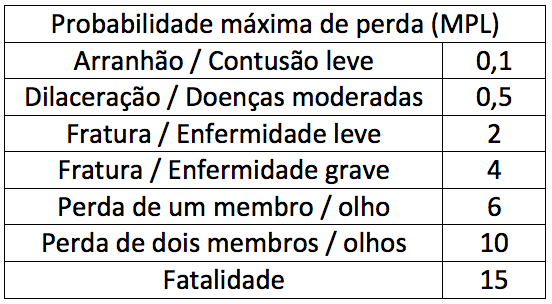 Probabilidade máxima de perda (MPL)
Arranhão / Contusão leve 0,1
Dilaceração / Doenças moderadas 0,5
Fratura / Enfermidade leve 2
Fratura / Enfermidade grave 4
Perda de um membro / olho 6
Perda de dois membros / olhos 10
Fatalidade 15